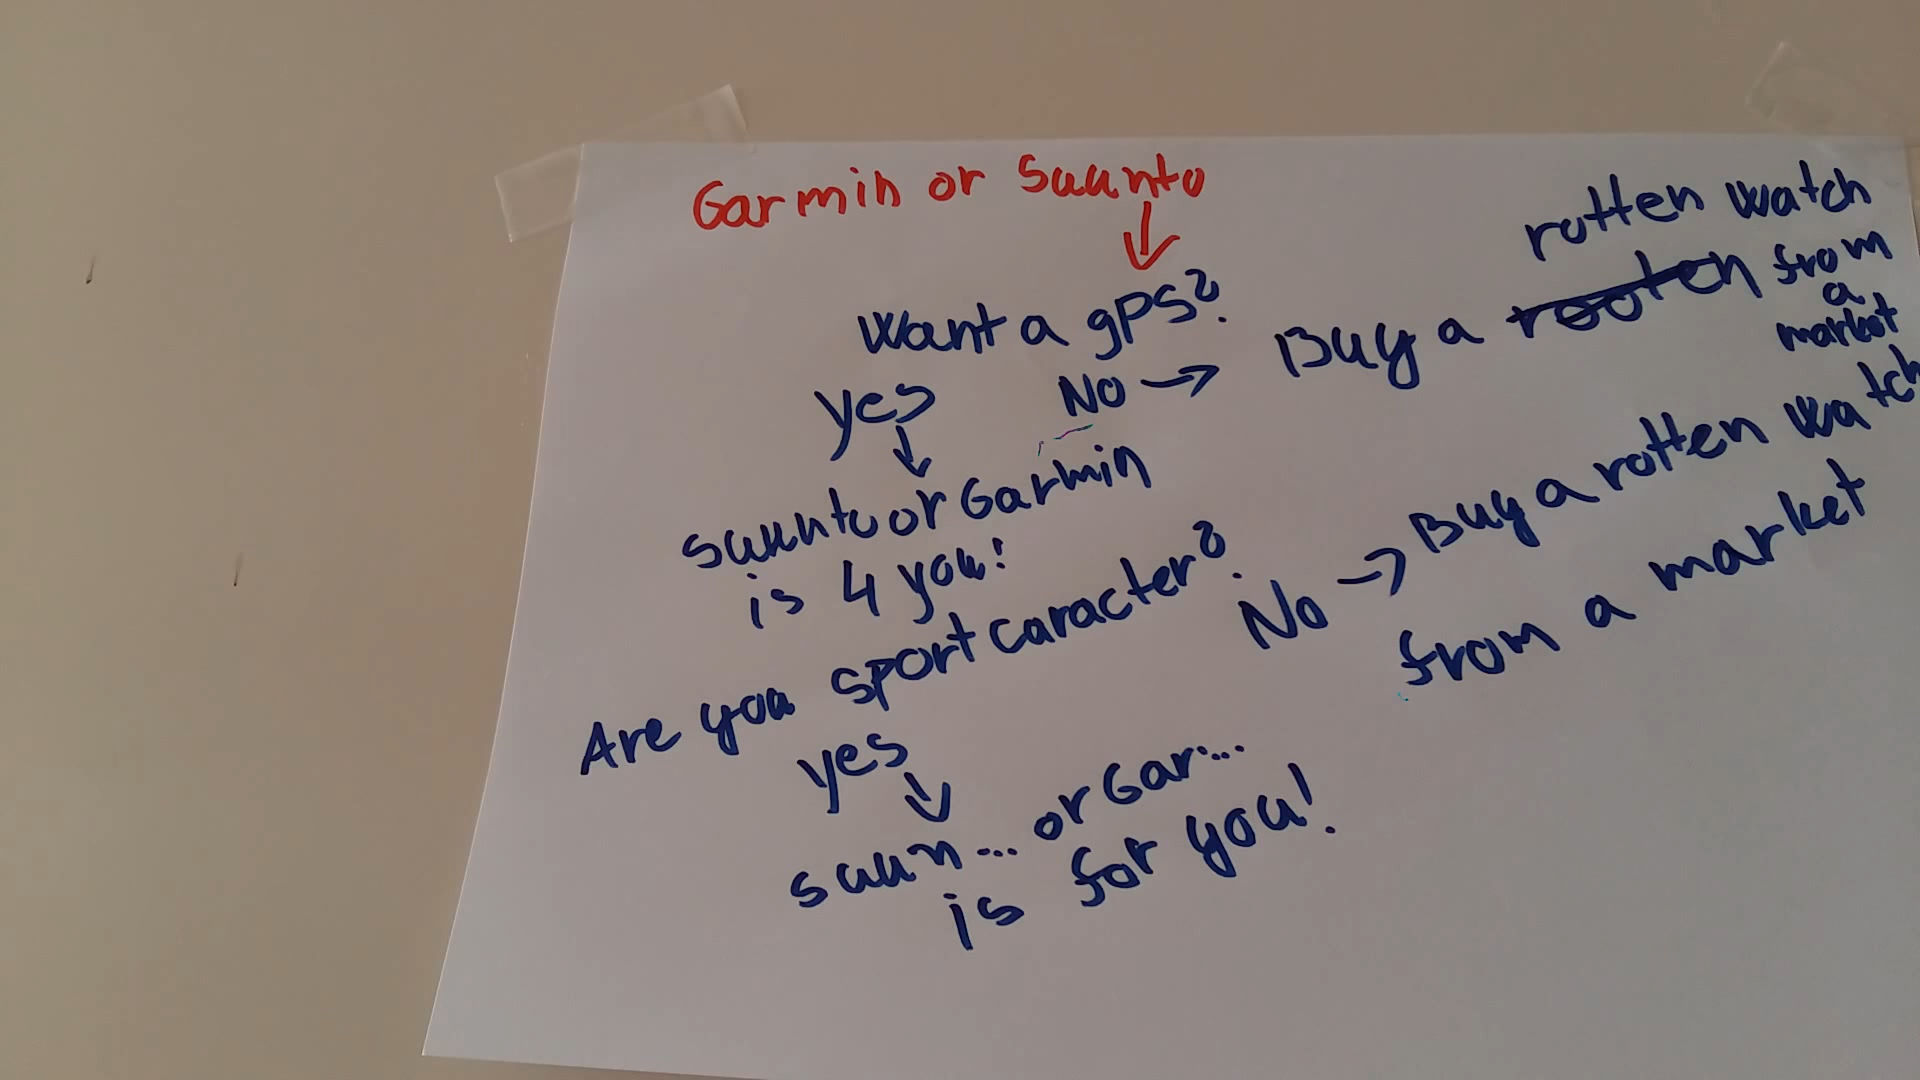 Garmin or Suunto
Want a gPS?
yes
No → Buy a rooten
rotten watch
from
a
market
suunto or Garmin
is 4 you!
Are you sport caracter?
No → Buy a rotten watch
from a market
yes
suun... or Gar...
is for you!